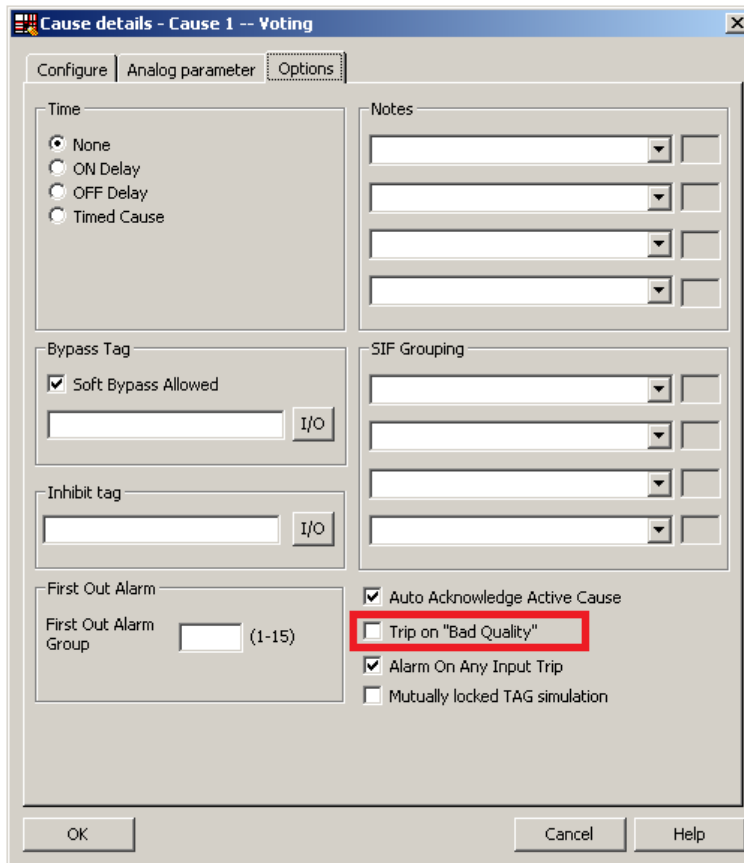 Cause details - Cause 1 -- Voting
Configure
Analog parameter
Options
Time
None
ON Delay
OFF Delay
Timed Cause
Notes
Bypass Tag
Soft Bypass Allowed
I/O
SIF Grouping
Inhibit tag
I/O
First Out Alarm
First Out Alarm
Group
(1-15)
Auto Acknowledge Active Cause
Trip on "Bad Quality"
Alarm On Any Input Trip
Mutually locked TAG simulation
OK
Cancel
Help